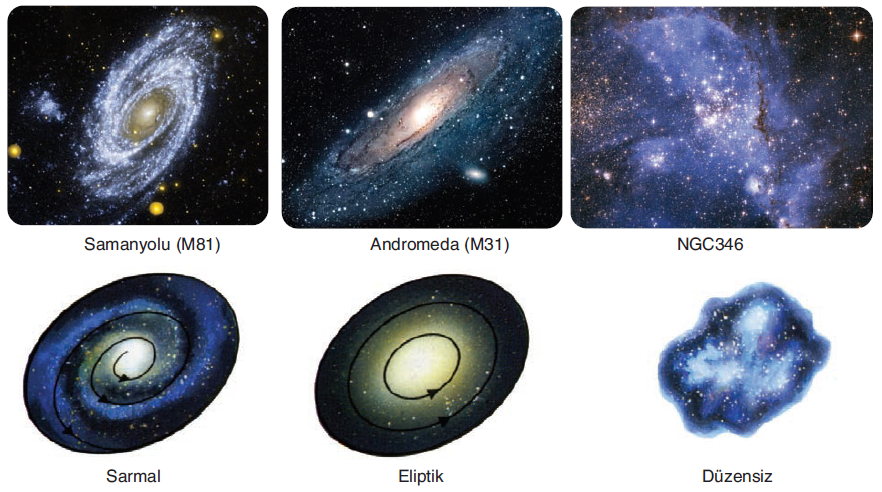 Samanyolu (M81)
Andromeda (M31)
NGC346
Sarmal
Eliptik
Düzensiz